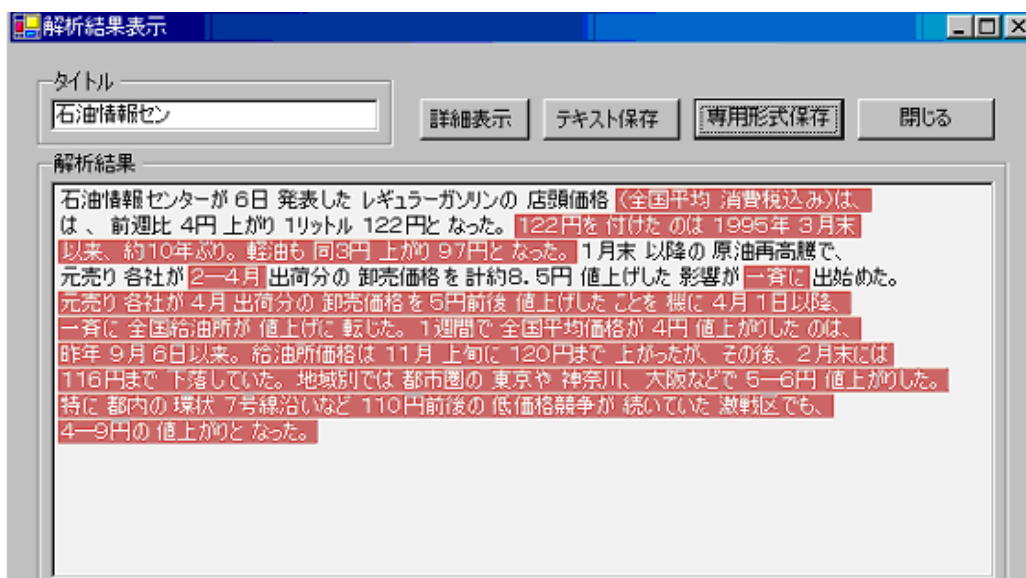 解析結果表示
タイトル
石油情報セン
詳細表示 テキスト保存 専用形式保存 閉じる
解析結果
石油情報センターが 6日 発表した レギュラーガソリンの 店頭価格 (全国平均 消費税込み)は、
は 、 前週比 4円 上がり 1リットル 122円と なった。 122円を 付けた のは 1995年 3月末
以来、 約10年ぶり。 軽油も 同3円 上がり 97円と なった。 1月末 以降の 原油再高騰で、
元売り 各社が 2―4月 出荷分の 卸売価格を 計約8.5円 値上げした 影響が 一斉に 出始めた。
元売り 各社が 4月 出荷分の 卸売価格を 5円前後 値上げした ことを 機に 4月 1日以降、
一斉に 全国給油所が 値上げに 転じた。 1週間で 全国平均価格が 4円 値上がりした のは、
昨年 9月 6日以来。 給油所価格は 11月 上旬に 120円まで 上がったが、 その後、 2月末には
116円まで 下落していた。 地域別では 都市圏の 東京や 神奈川、 大阪などで 5―6円 値上がりした。
特に 都内の 環状 7号線沿いなど 110円前後の 低価格競争が 続いていた 激戦区でも、
4―9円の 値上がりと なった。